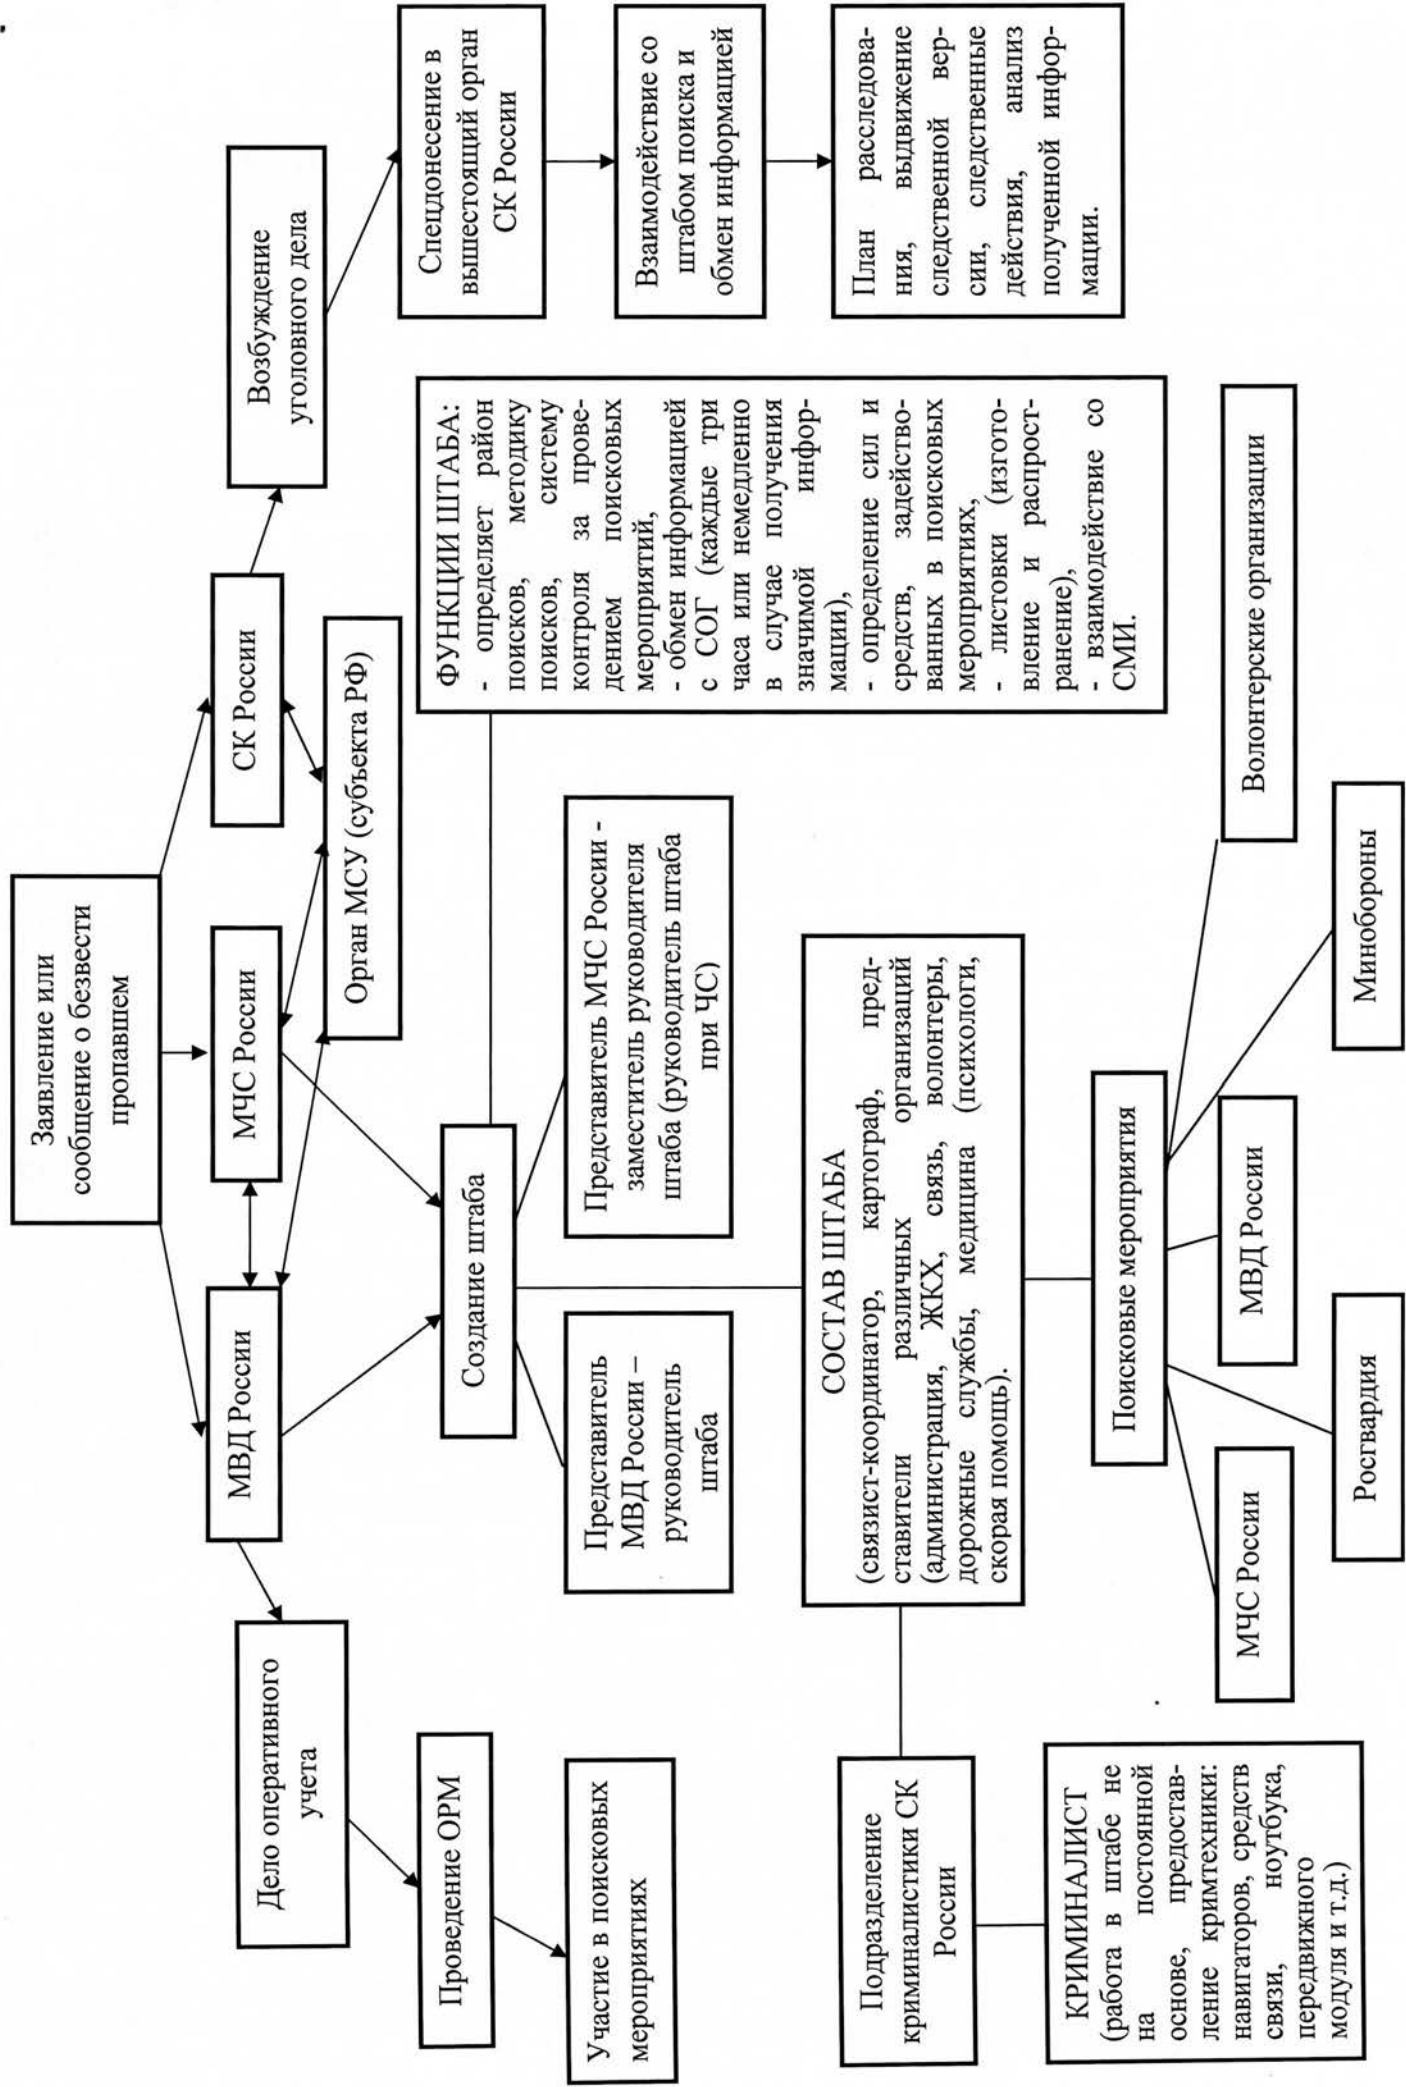 Заявление или
сообщение о безвести
пропавшем
МВД России
МЧС России
СК России
Орган МСУ (субъекта РФ)
Возбуждение
уголовного дела
Дело оперативного
учета
Проведение ОРМ
Участие в поисковых
мероприятиях
Создание штаба
Представитель
МВД России –
руководитель
штаба
Представитель МЧС России -
заместитель руководителя
штаба (руководитель штаба
при ЧС)
ФУНКЦИИ ШТАБА:
- определяет район
поисков, методику
поисков, систему
контроля за прове-
дением поисковых
мероприятий,
- обмен информацией
с СОГ (каждые три
часа или немедленно
в случае получения
значимой инфор-
мации),
- определение сил и
средств, задейство-
ванных в поисковых
мероприятиях,
- листовки (изгото-
вление и распрост-
ранение),
- взаимодействие со
СМИ.
Спецдонесение в
вышестоящий орган
СК России
Взаимодействие со
штабом поиска и
обмен информацией
План расследова-
ния, выдвижение
следственной вер-
сии, следственные
действия, анализ
полученной инфор-
мации.
СОСТАВ ШТАБА
(связист-координатор, картограф, пред-
ставители различных организаций
(администрация, ЖКХ, связь, волонтеры,
дорожные службы, медицина (психологи,
скорая помощь).
Подразделение
криминалистики СК
России
КРИМИНАЛИСТ
(работа в штабе не
на постоянной
основе, предостав-
ление кримтехники:
навигаторов, средств
связи, ноутбука,
передвижного
модуля и т.д.)
Поисковые мероприятия
МЧС России
Росгвардия
МВД России
Минобороны
Волонтерские организации